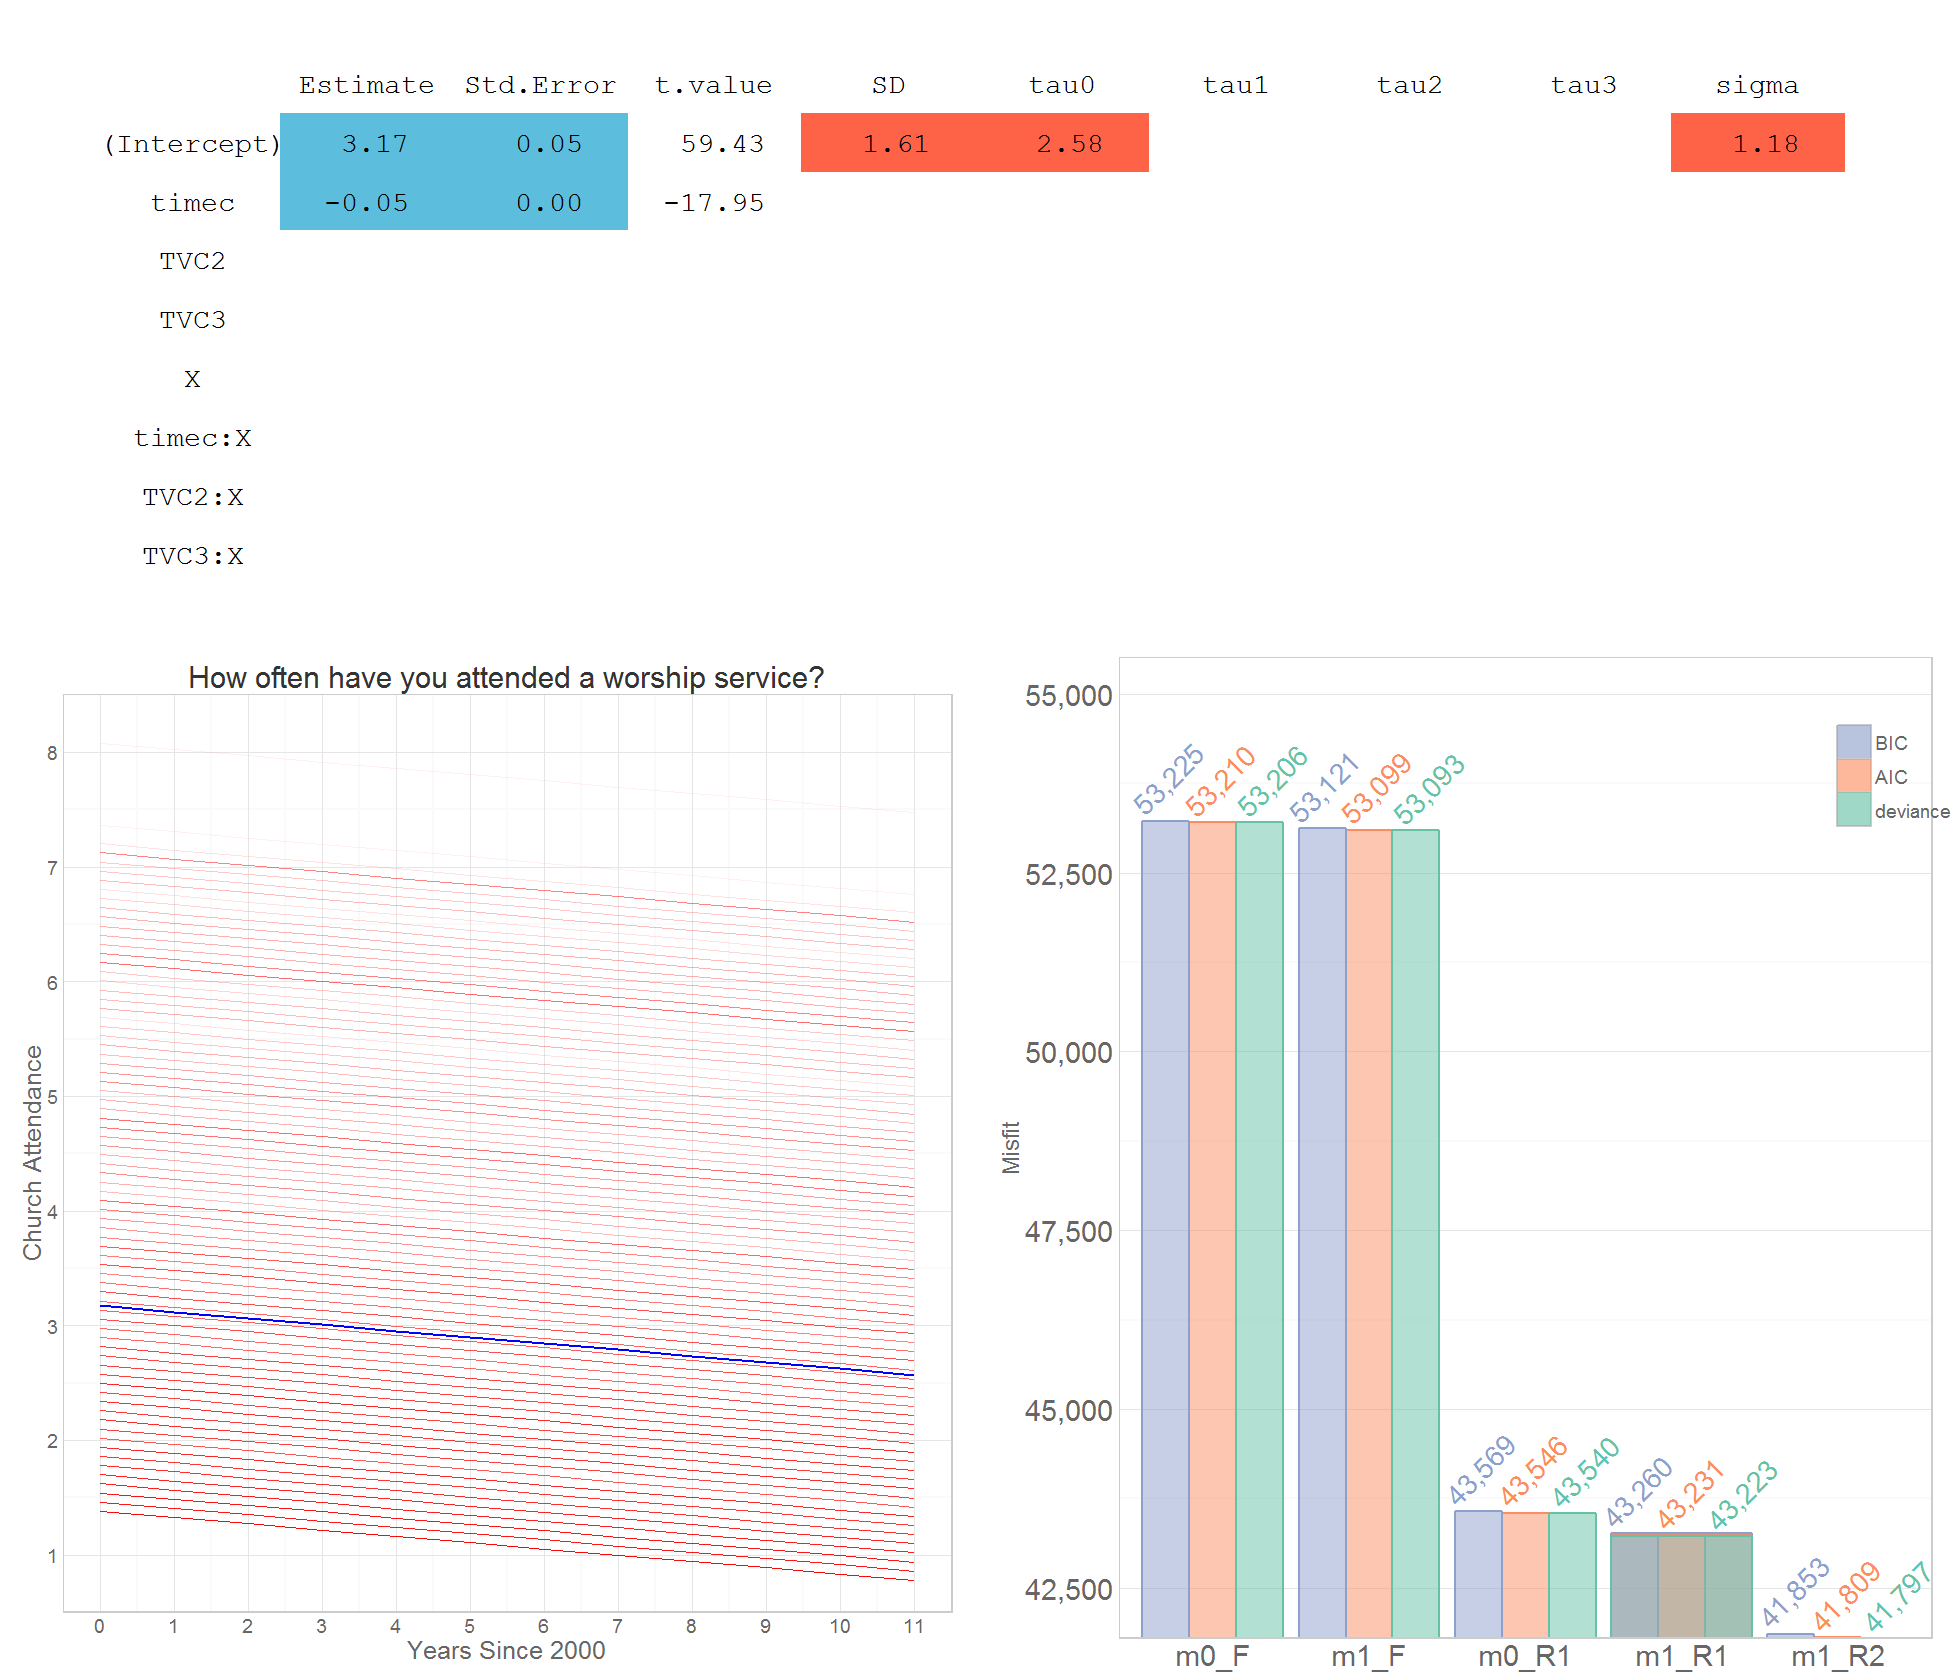 Estimate Std.Error t.value SD tau0 tau1 tau2 tau3 sigma
(Intercept) 3.17 0.05 59.43 1.61 2.58 1.18
timec -0.05 0.00 -17.95
TVC2
TVC3
X
timec:X
TVC2:X
TVC3:X
How often have you attended a worship service?
Church Attendance
8
7
6
5
4
3
2
1
0 1 2 3 4 5 6 7 8 9 10 11
Years Since 2000
Misfit
55,000
52,500
50,000
47,500
45,000
42,500
53,225 53,210 53,206 53,121 53,099 53,093
43,569 43,546 43,540 43,260 43,231 43,223
41,853 41,809 41,797
BIC
AIC
deviance
m0_F m1_F m0_R1 m1_R1 m1_R2